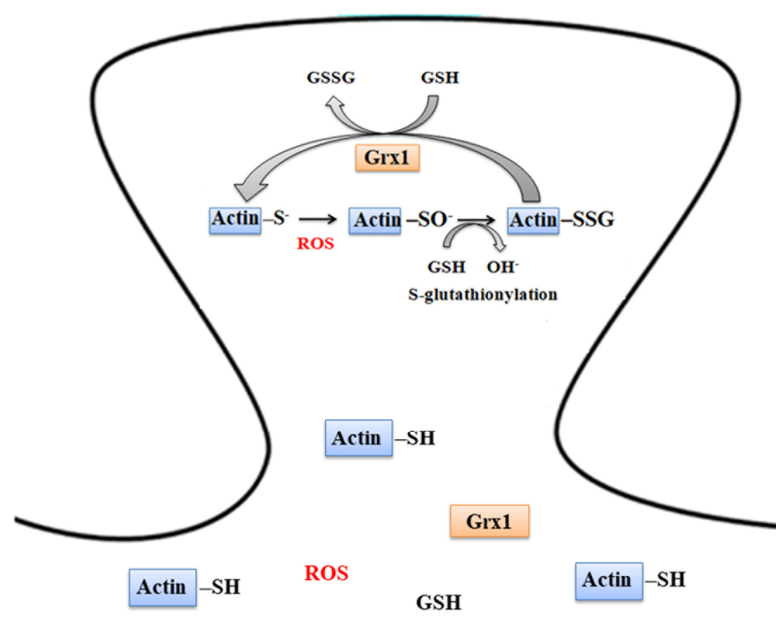 GSSG GSH
Grx1
Actin –S- Actin –SO- Actin –SSG
ROS
GSH OH-
S-glutathionylation
Actin –SH
Grx1
ROS
Actin –SH
Actin –SH
GSH